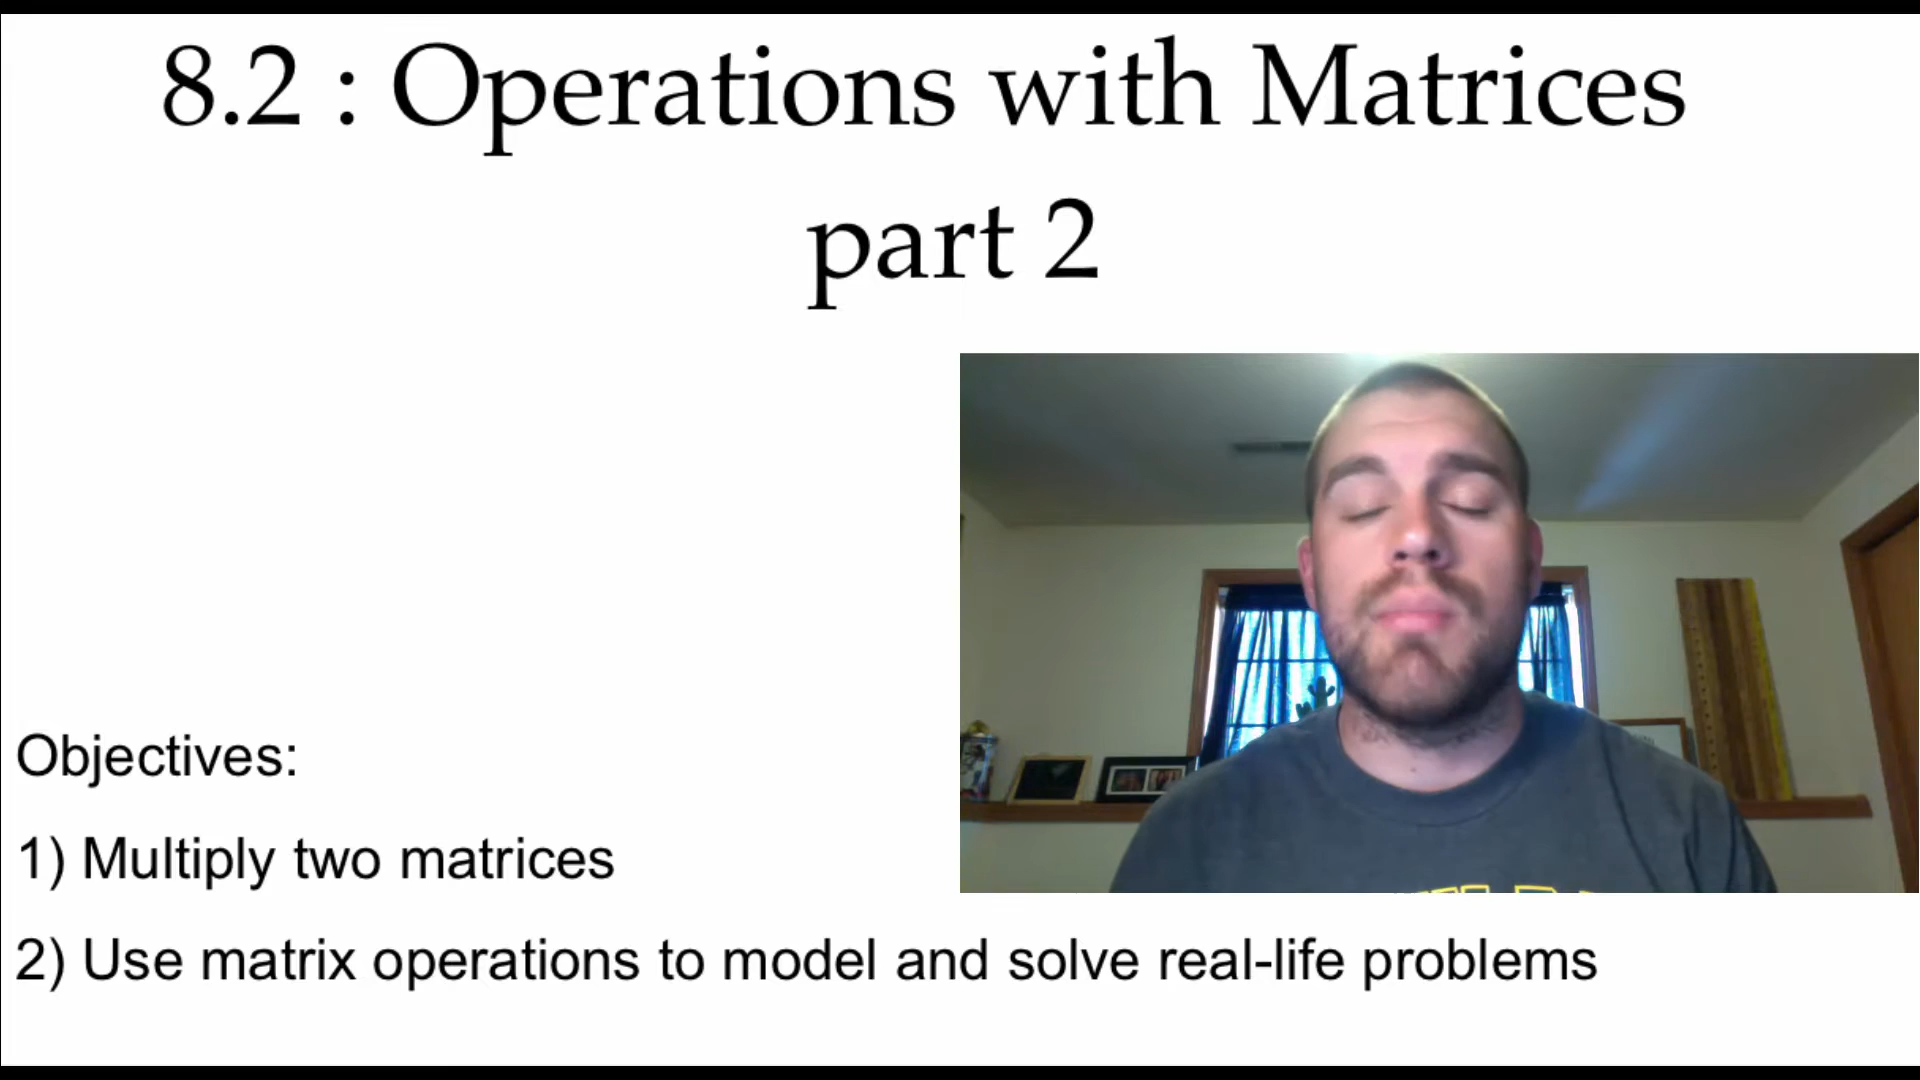 8.2 : Operations with Matrices
part 2
Objectives:
1) Multiply two matrices
2) Use matrix operations to model and solve real-life problems